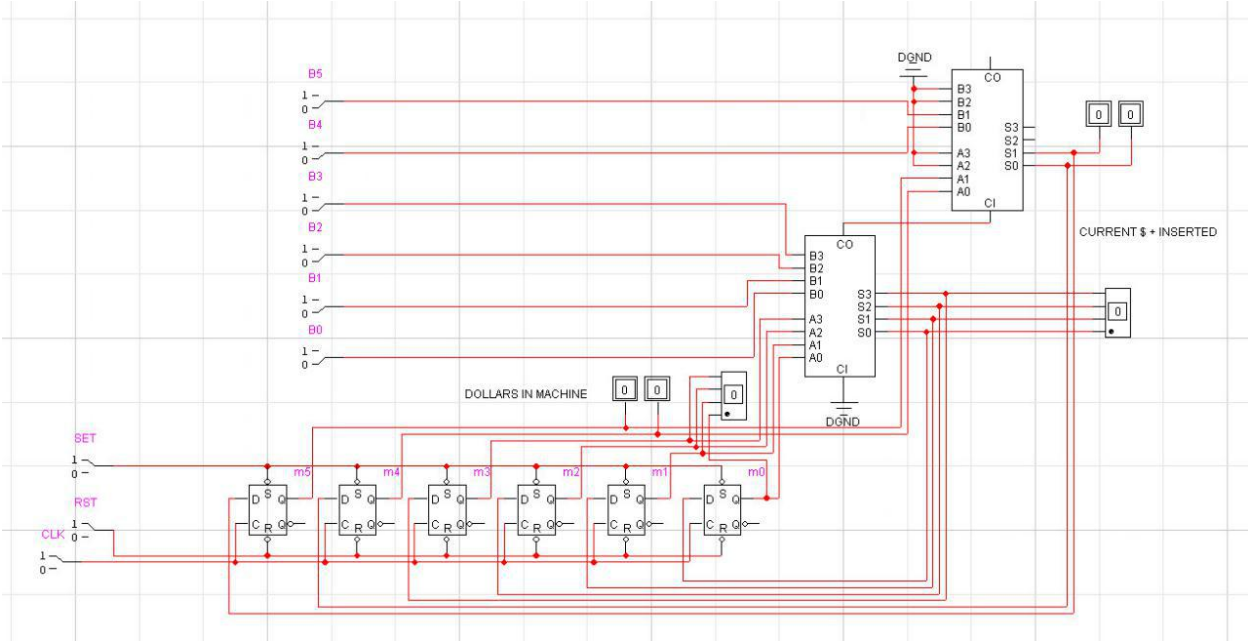 DGND
CO
B5
B3
B2
1
B1
0
B0
S3
0
0
B4
S2
1
A3
S1
0
A2
S0
B3
A1
A0
1
CI
0
CURRENT $ + INSERTED
B2
CO
1
B3
0
B2
B1
B1
1
B0
S3
0
S2
0
B0
A3
S1
A2
S0
1
A1
0
A0
CI
DOLLARS IN MACHINE
0
0
0
DGND
SET
1
0
m5
m4
m3
m2
m1
m0
D S Q
D S Q
D S Q
D S Q
D S Q
D S Q
RST
1
0
C R Q
C R Q
C R Q
C R Q
C R Q
C R Q
CLK
1
0